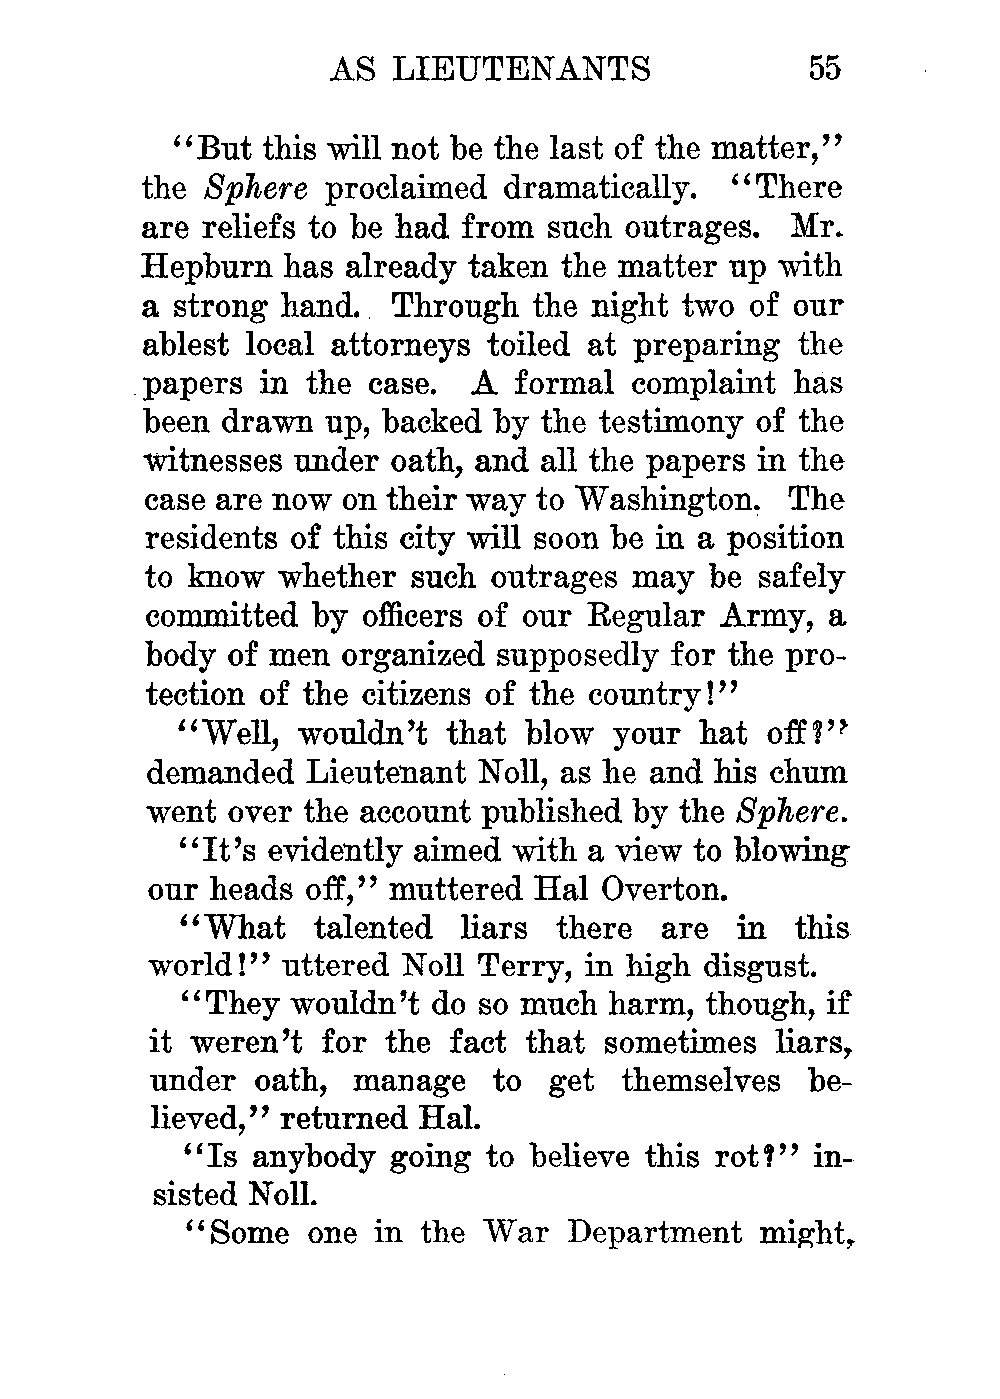 AS LIEUTENANTS 55
“But this will not be the last of the matter,”
the Sphere proclaimed dramatically. “There
are reliefs to be had from such outrages. Mr.
Hepburn has already taken the matter up with
a strong hand. Through the night two of our
ablest local attorneys toiled at preparing the
papers in the case. A formal complaint has
been drawn up, backed by the testimony of the
witnesses under oath, and all the papers in the
case are now on their way to Washington. The
residents of this city will soon be in a position
to know whether such outrages may be safely
committed by officers of our Regular Army, a
body of men organized supposedly for the pro-
tection of the citizens of the country!”
“Well, wouldn’t that blow your hat off?”
demanded Lieutenant Noll, as he and his chum
went over the account published by the Sphere.
“It’s evidently aimed with a view to blowing
our heads off,” muttered Hal Overton.
“What talented liars there are in this
world!” uttered Noll Terry, in high disgust.
“They wouldn’t do so much harm, though, if
it weren’t for the fact that sometimes liars,
under oath, manage to get themselves be-
lieved,” returned Hal.
“Is anybody going to believe this rot?” in-
sisted Noll.
“Some one in the War Department might,